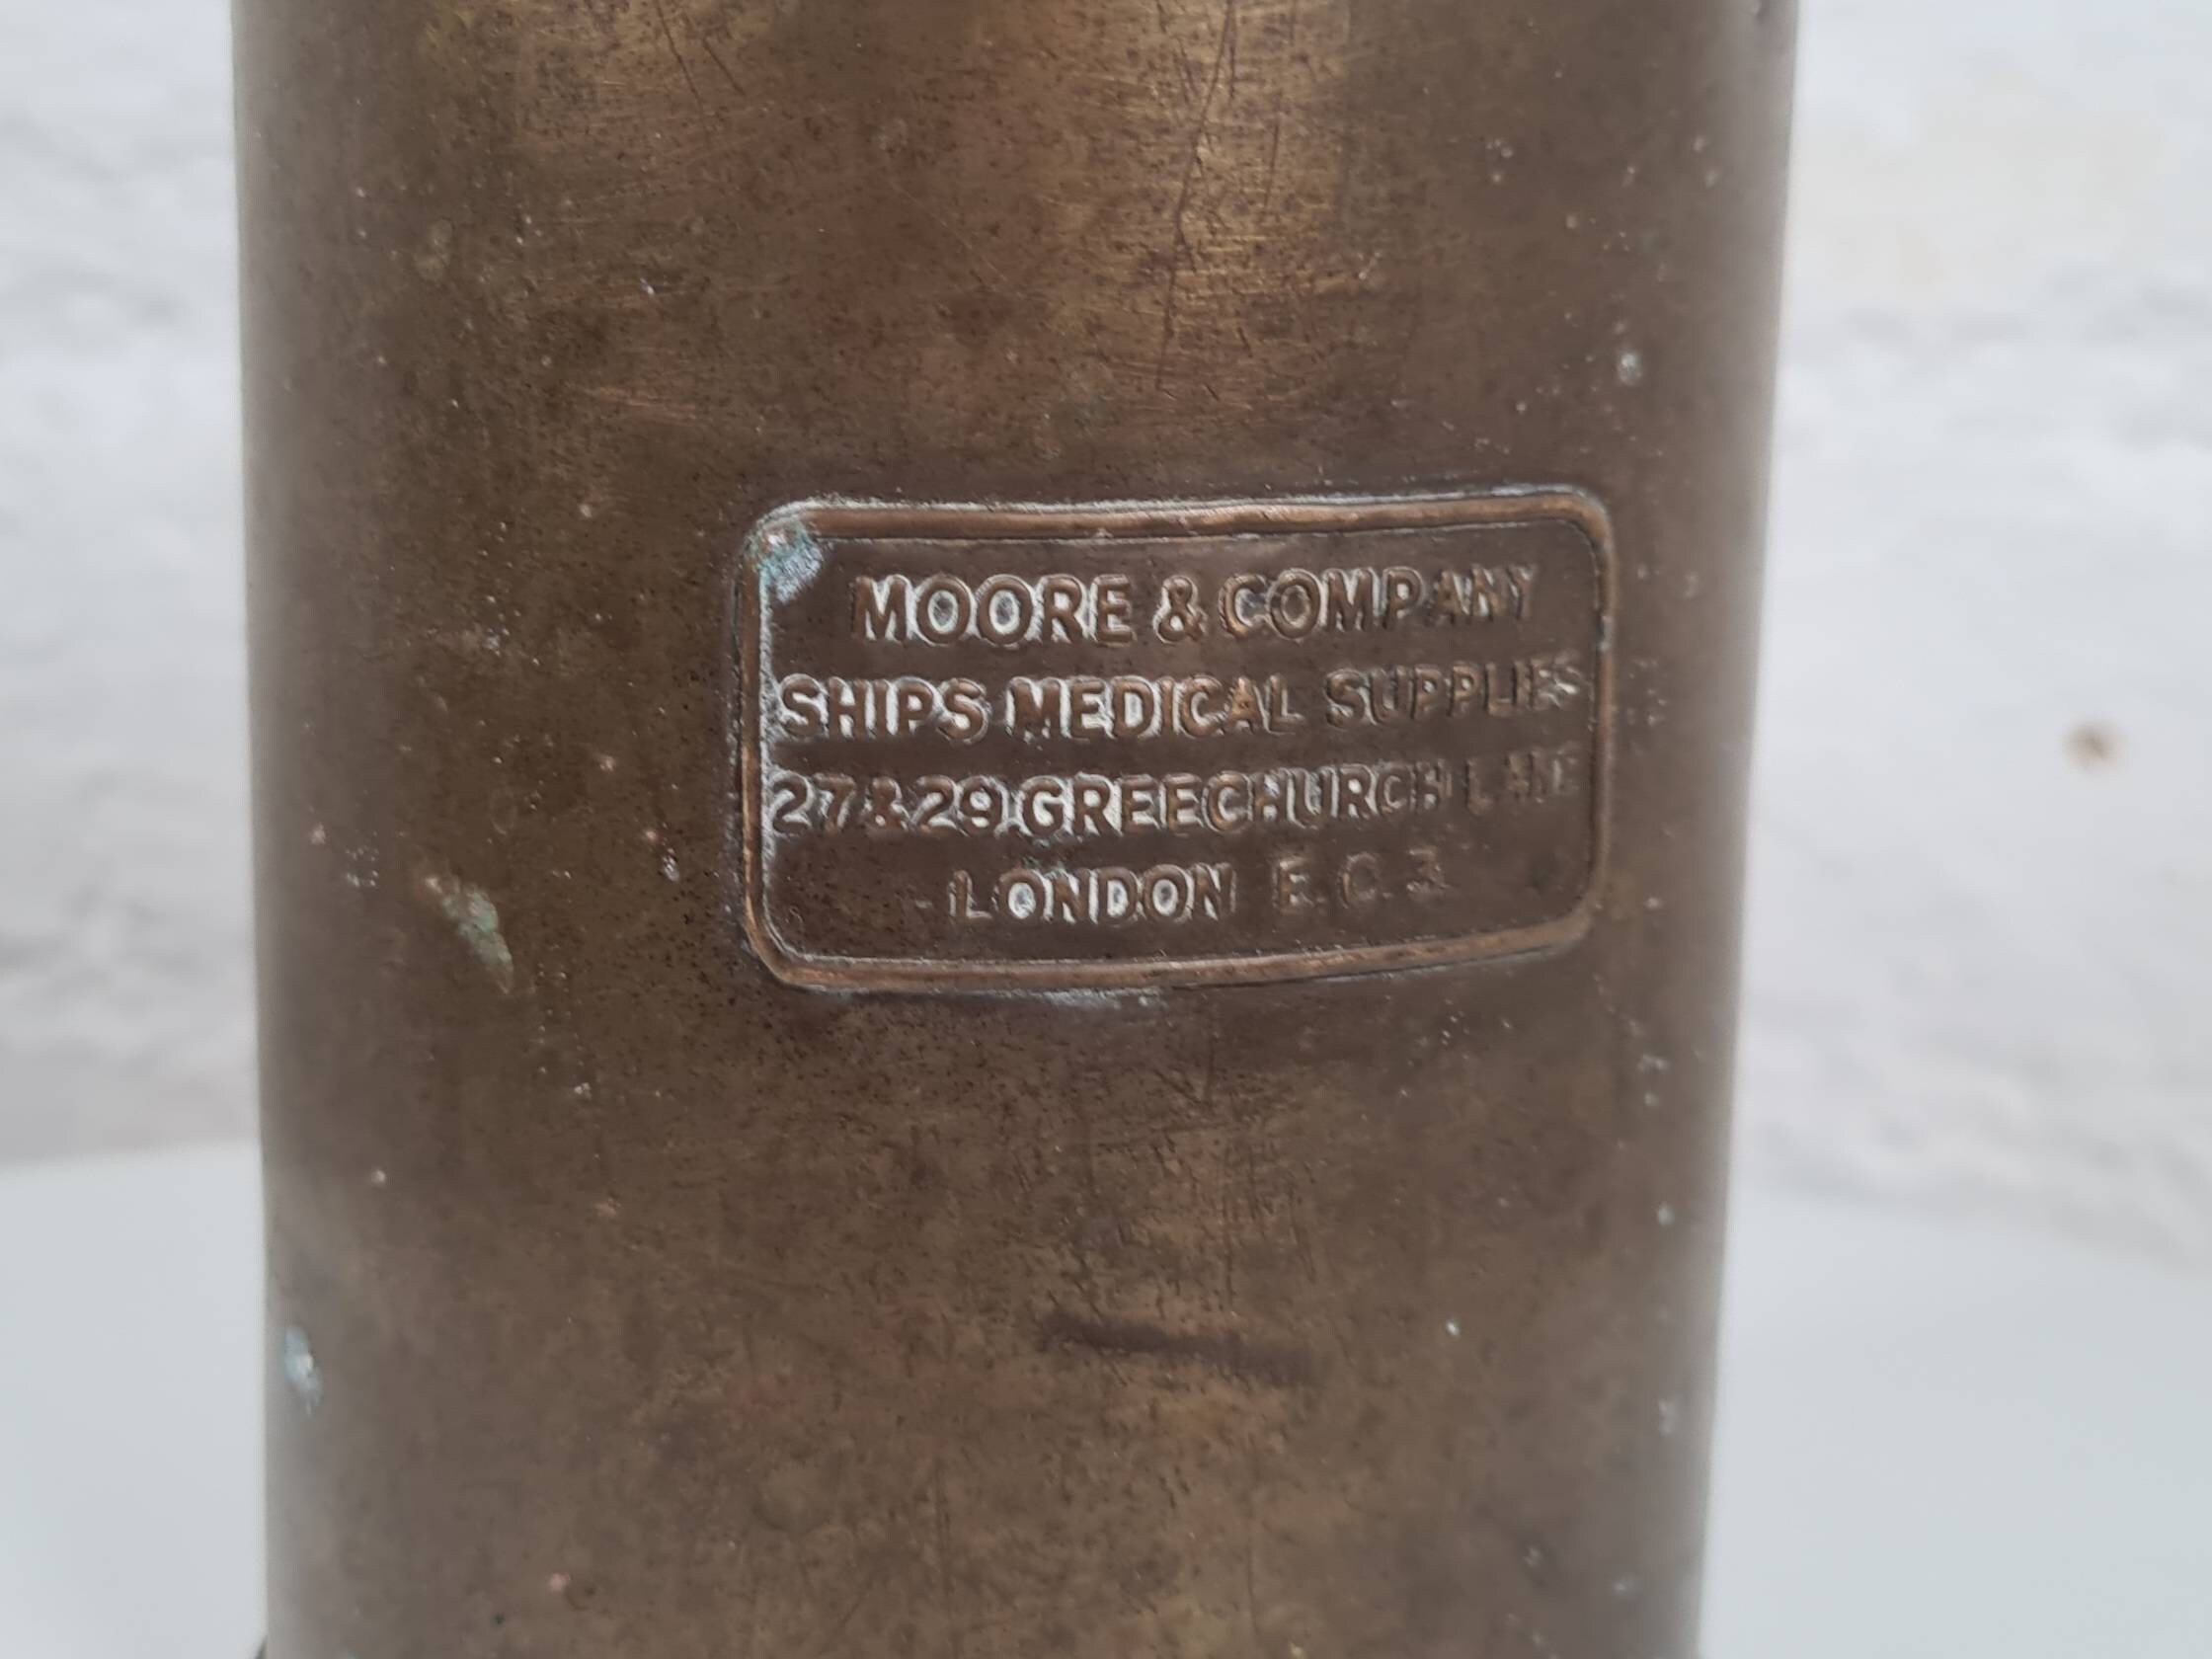 MOORE & COMPANY
SHIPS MEDICAL SUPPLIES
27 & 29 GREECHURCH LANE
LONDON E.C.3.